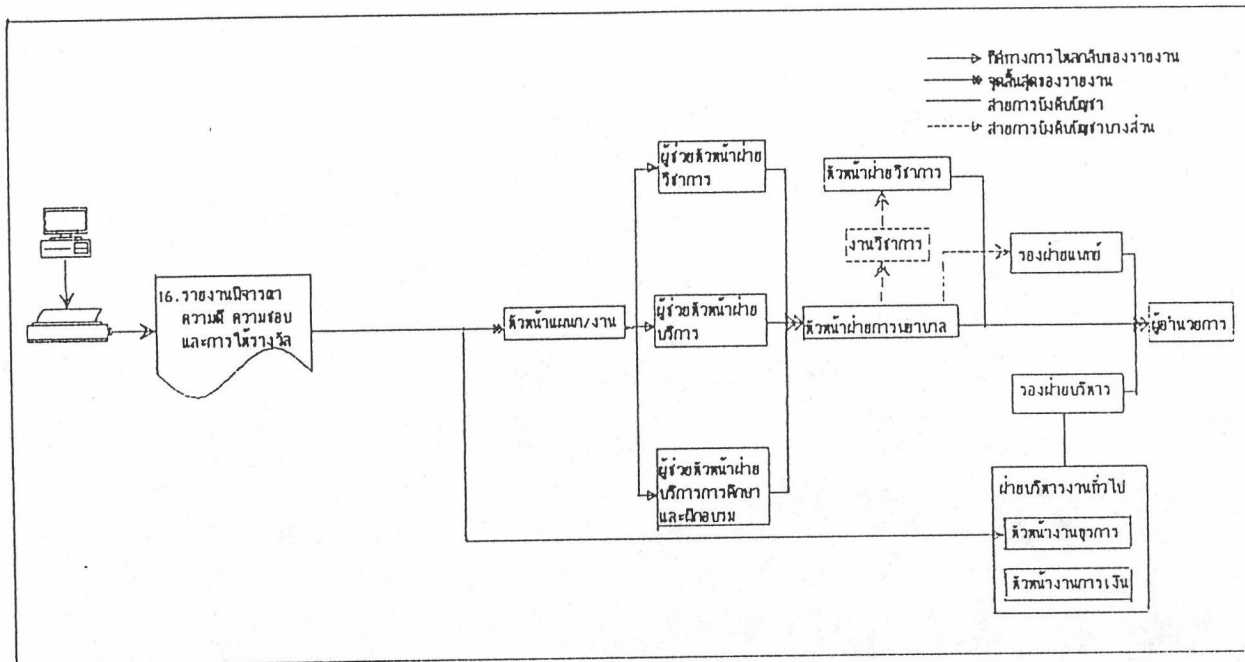 ทิศทางการไหลกลับของรายงาน
จุดสิ้นสุดของรายงาน
สายการบังคับบัญชา
สายการบังคับบัญชาบางส่วน
ผู้ช่วยหัวหน้าฝ่าย
วิชาการ
หัวหน้าฝ่ายวิชาการ
งานวิชาการ
รองฝ่ายแพทย์
16.รายงานพิจารณา
ความดี ความชอบ
และการให้รางวัล
หัวหน้าแผนก/งาน
ผู้ช่วยหัวหน้าฝ่าย
บริการ
หัวหน้าฝ่ายการพยาบาล
ผู้อำนวยการ
รองฝ่ายบริหาร
ผู้ช่วยหัวหน้าฝ่าย
บริการการศึกษา
และฝึกอบรม
ฝ่ายบริหารงานทั่วไป
หัวหน้างานธุรการ
หัวหน้างานการเงิน